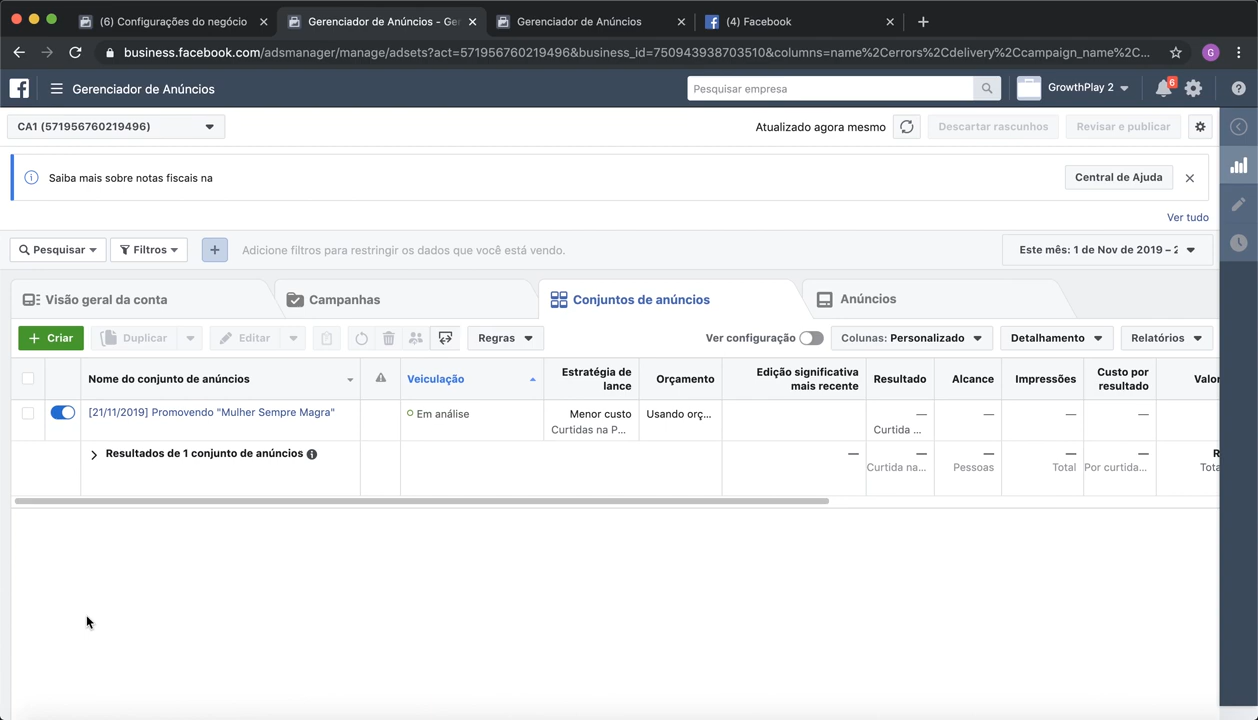 (6) Configurações do negócio
Gerenciador de Anúncios - Ge
Gerenciador de Anúncios
(4) Facebook
business.facebook.com/adsmanager/manage/adsets?act=571956760219496&business_id=750943938703510&columns=name%2Cerrors%2Cdelivery%2Ccampaign_name%2C...
G
Gerenciador de Anúncios
Pesquisar empresa
GrowthPlay 2
6
CA1 (571956760219496)
Atualizado agora mesmo
Descartar rascunhos
Revisar e publicar
Saiba mais sobre notas fiscais na
Central de Ajuda
Ver tudo
Pesquisar
Filtros
Adicione filtros para restringir os dados que você está vendo.
Este mês: 1 de Nov de 2019 – 2
Visão geral da conta
Campanhas
Conjuntos de anúncios
Anúncios
Criar
Duplicar
Editar
Regras
Ver configuração
Colunas: Personalizado
Detalhamento
Relatórios
Nome do conjunto de anúncios
Veiculação
Estratégia de lance
Orçamento
Edição significativa mais recente
Resultado
Alcance
Impressões
Custo por resultado
Valor
[21/11/2019] Promovendo "Mulher Sempre Magra"
Em análise
Menor custo
Curtidas na P...
Usando orç...
—
Curtida ...
—
—
—
Resultados de 1 conjunto de anúncios
—
—
Curtida na...
—
Pessoas
—
Total
—
Por curtida...
R
Tota